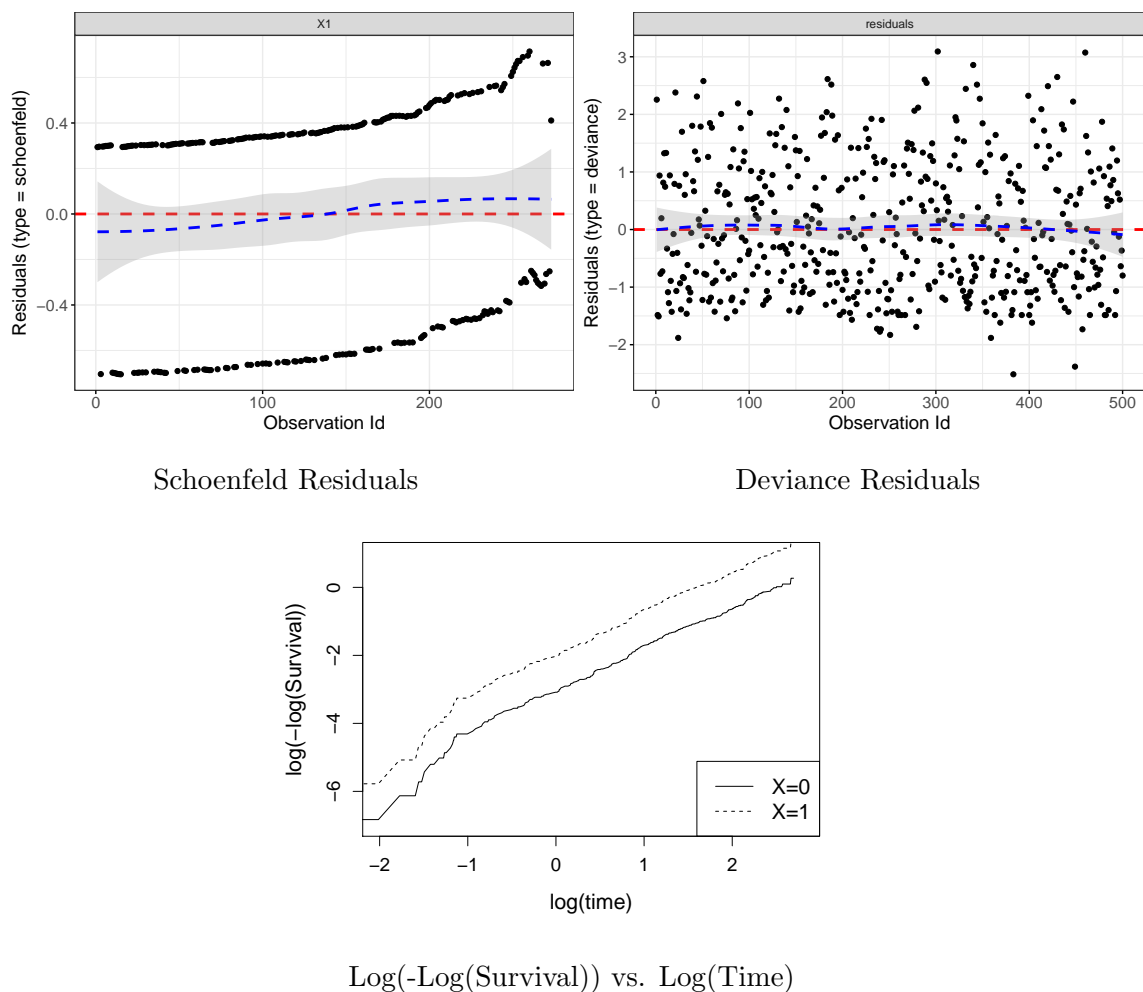 X1
Residuals (type = schoenfeld)
0.4
0.0
−0.4
0
100
200
Observation Id
Schoenfeld Residuals
residuals
Residuals (type = deviance)
3
2
1
0
−1
−2
0
100
200
300
400
500
Observation Id
Deviance Residuals
log(−log(Survival))
0
−2
−4
−6
X=0
X=1
−2
−1
0
1
2
log(time)
Log(-Log(Survival)) vs. Log(Time)